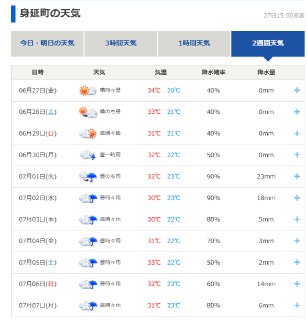 身延町の天気
27日15:00発表
今日・明日の天気 3時間天気 1時間天気 2週間天気
日時 天気 気温 降水確率 降水量
06月27日(金) 晴時々曇 34℃ 20℃ 40% 0mm +
06月28日(土) 晴のち曇 33℃ 21℃ 40% 0mm +
06月29日(日) 曇時々晴 31℃ 21℃ 40% 0mm +
06月30日(月) 曇一時雨 32℃ 22℃ 50% 0mm +
07月01日(火) 曇のち雨 32℃ 23℃ 90% 23mm +
07月02日(水) 曇時々雨 30℃ 23℃ 90% 18mm +
07月03日(木) 曇時々雨 30℃ 22℃ 80% 5mm +
07月04日(金) 曇時々雨 31℃ 22℃ 70% 3mm +
07月05日(土) 曇時々雨 33℃ 22℃ 50% 2mm +
07月06日(日) 曇時々雨 32℃ 23℃ 60% 14mm +
07月07日(月) 曇時々雨 31℃ 23℃ 80% 6mm +